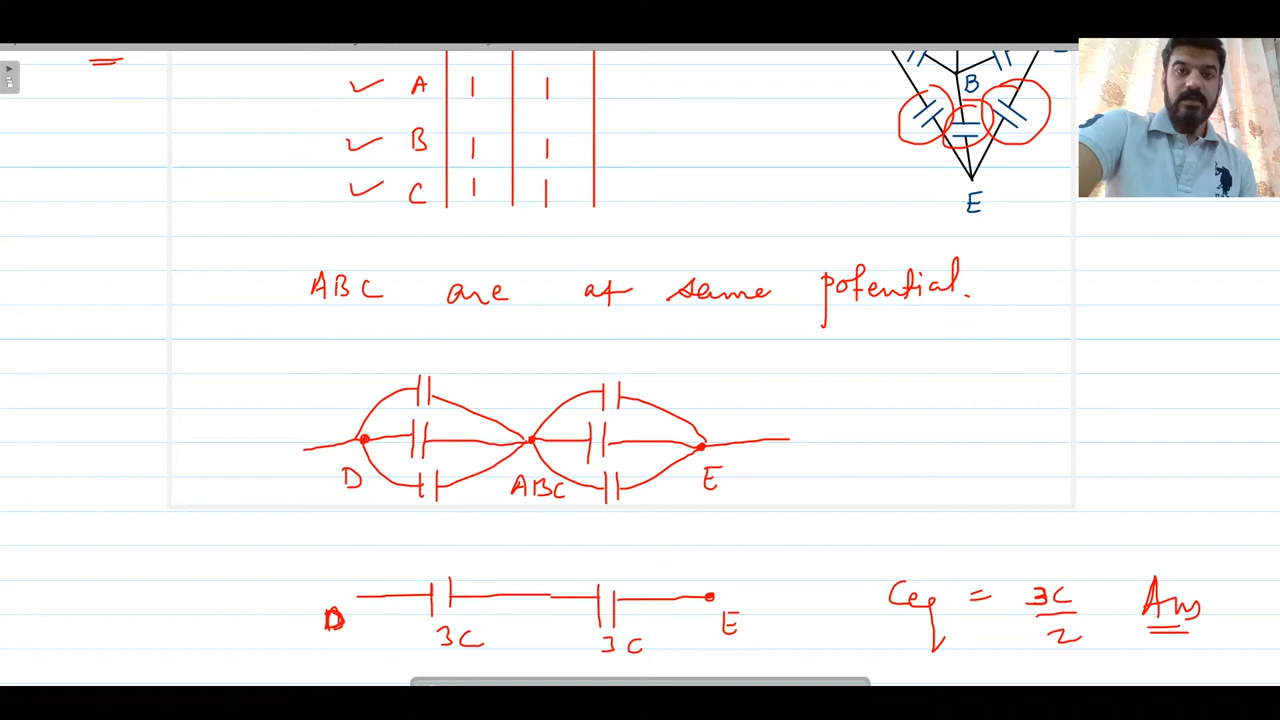 A | | B
B | |
C | | E
ABC are at same potential.
D ABC E
D 3C 3C E Ceq = 3C/2 Ans